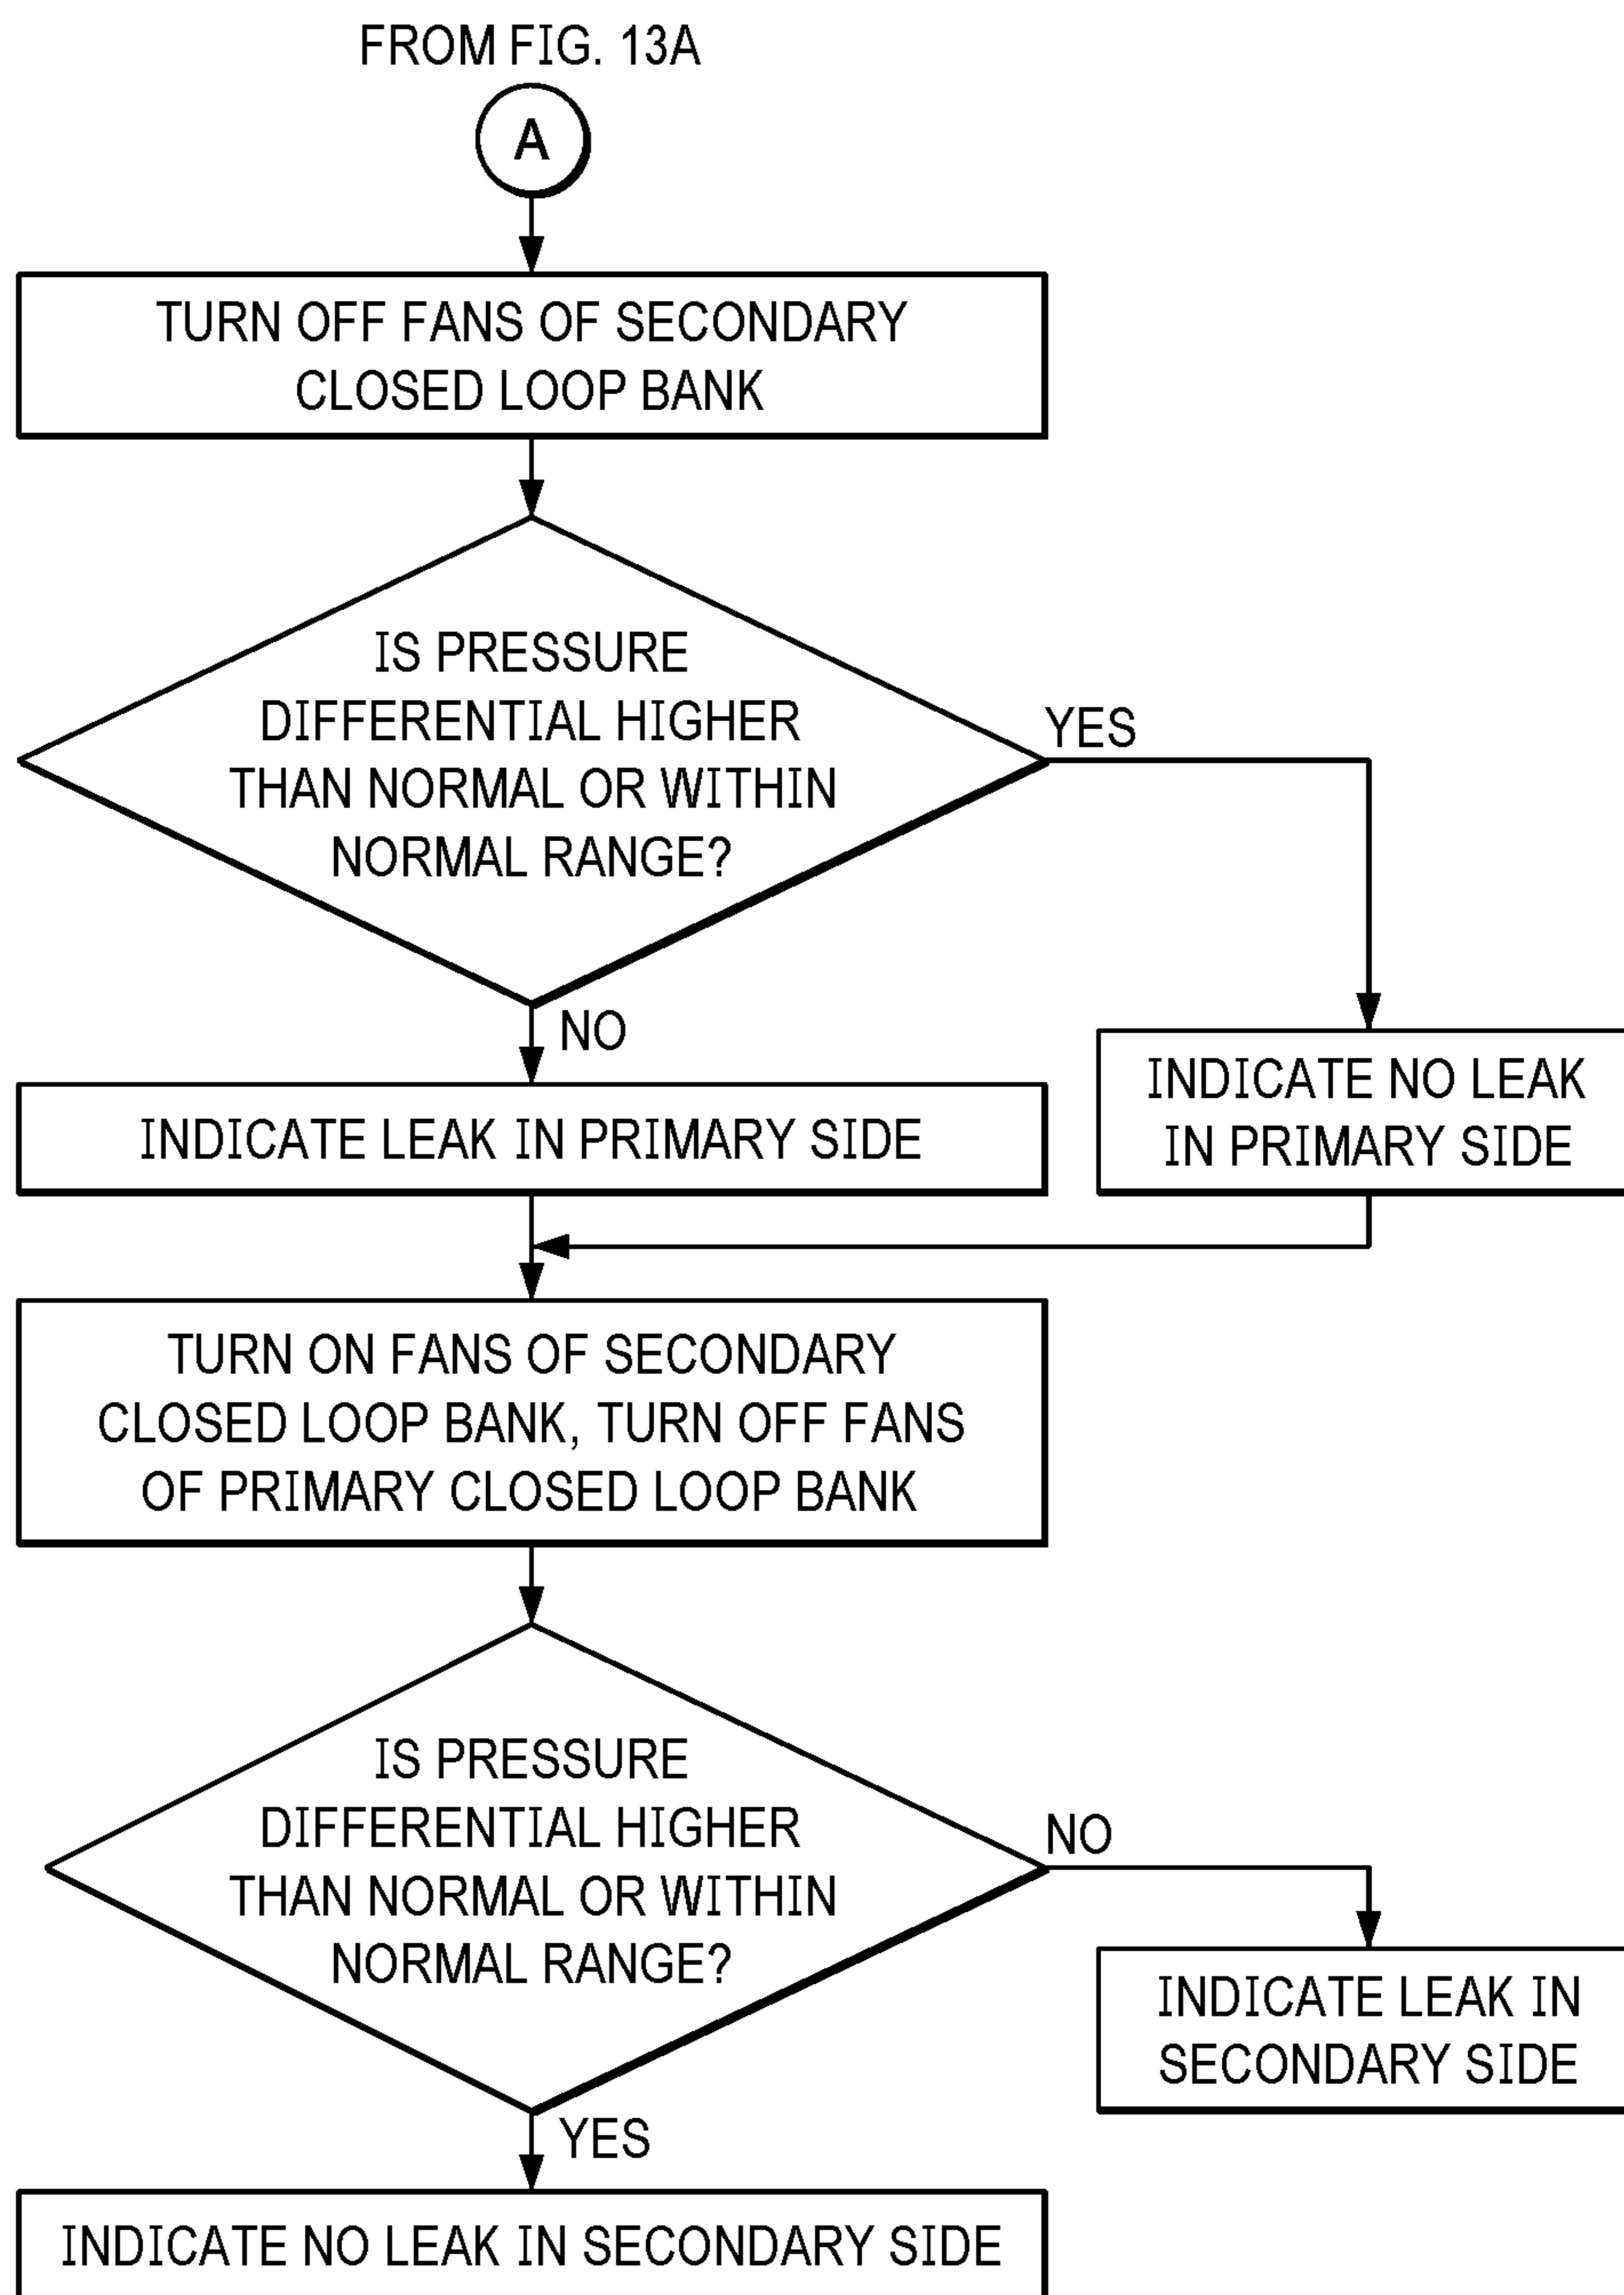 FROM FIG. 13A
A
TURN OFF FANS OF SECONDARY
CLOSED LOOP BANK
IS PRESSURE
DIFFERENTIAL HIGHER
THAN NORMAL OR WITHIN
NORMAL RANGE?
YES
NO
INDICATE NO LEAK
IN PRIMARY SIDE
INDICATE LEAK IN PRIMARY SIDE
TURN ON FANS OF SECONDARY
CLOSED LOOP BANK, TURN OFF FANS
OF PRIMARY CLOSED LOOP BANK
IS PRESSURE
DIFFERENTIAL HIGHER
THAN NORMAL OR WITHIN
NORMAL RANGE?
NO
INDICATE LEAK IN
SECONDARY SIDE
YES
INDICATE NO LEAK IN SECONDARY SIDE